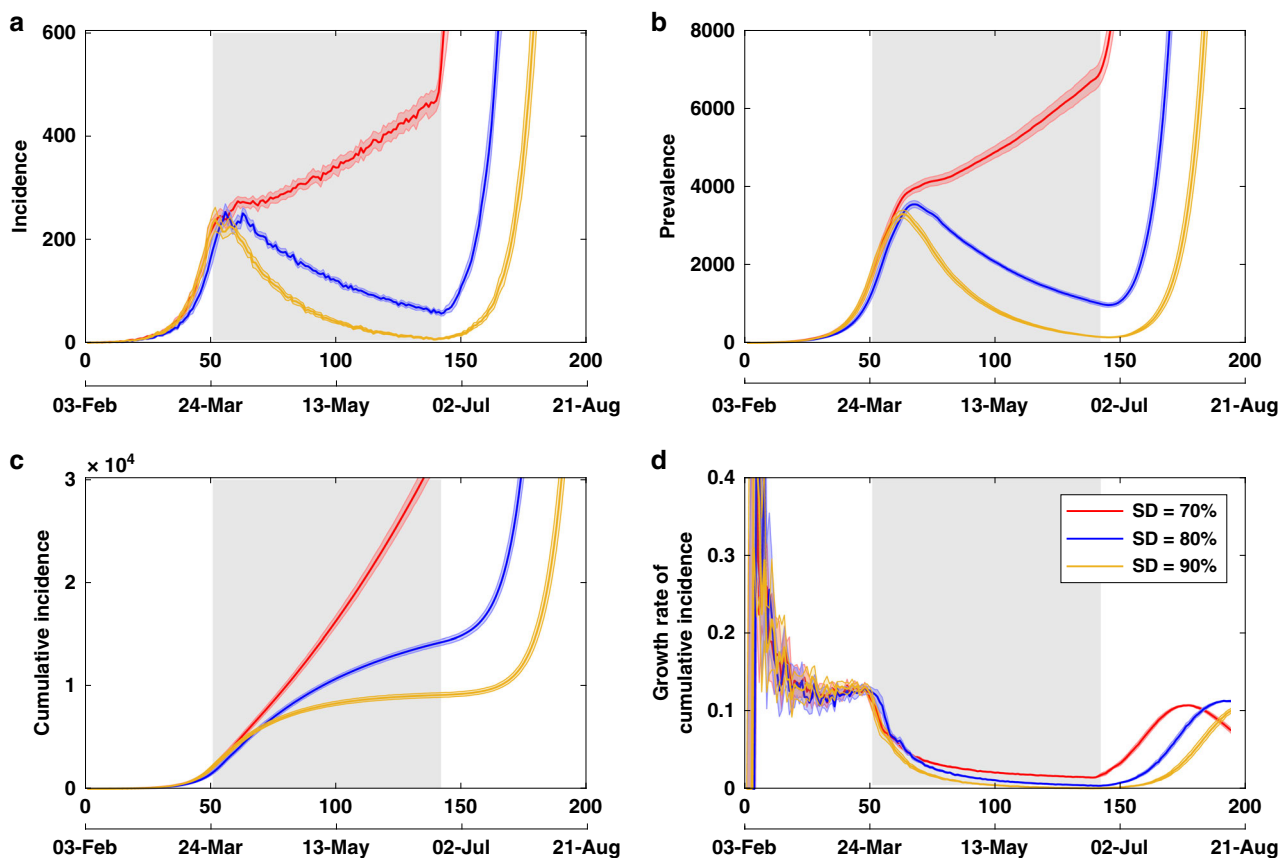 a
600
400
200
0
Incidence
0 50 100 150 200
03-Feb 24-Mar 13-May 02-Jul 21-Aug
b
8000
6000
4000
2000
0
Prevalence
0 50 100 150 200
03-Feb 24-Mar 13-May 02-Jul 21-Aug
c
× 10⁴
3
2
1
0
Cumulative incidence
0 50 100 150 200
03-Feb 24-Mar 13-May 02-Jul 21-Aug
d
0.4
0.3
0.2
0.1
0
Growth rate of
cumulative incidence
SD = 70%
SD = 80%
SD = 90%
0 50 100 150 200
03-Feb 24-Mar 13-May 02-Jul 21-Aug